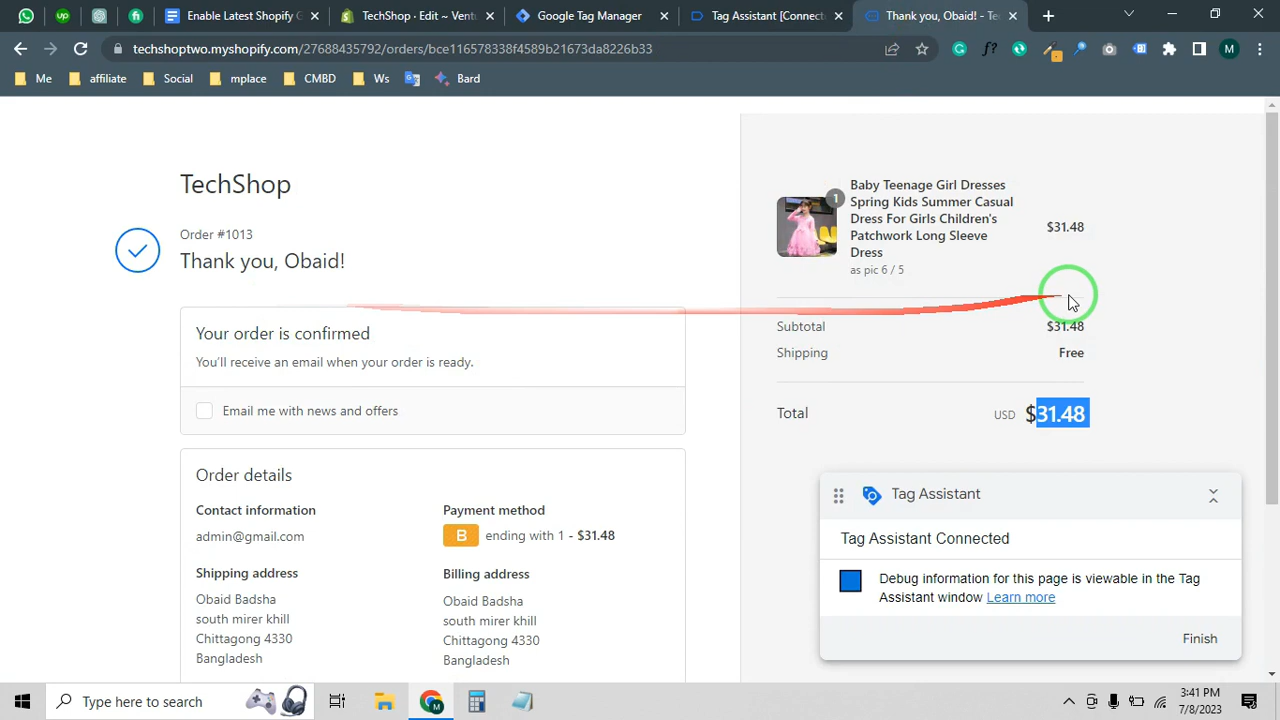 Enable Latest Shopify G
TechShop · Edit ~ Ventu
Google Tag Manager
Tag Assistant [Connect
Thank you, Obaid! - Te
techshoptwo.myshopify.com/27688435792/orders/bce116578338f4589b21673da8226b33
Me
affiliate
Social
mplace
CMBD
Ws
Bard
TechShop
Order #1013
Thank you, Obaid!
Your order is confirmed
You'll receive an email when your order is ready.
Email me with news and offers
Order details
Contact information
admin@gmail.com
Payment method
B ending with 1 - $31.48
Shipping address
Obaid Badsha
south mirer khill
Chittagong 4330
Bangladesh
Billing address
Obaid Badsha
south mirer khill
Chittagong 4330
Bangladesh
1
Baby Teenage Girl Dresses
Spring Kids Summer Casual
Dress For Girls Children's
Patchwork Long Sleeve
Dress
as pic 6 / 5
$31.48
Subtotal $31.48
Shipping Free
Total USD $31.48
Tag Assistant
Tag Assistant Connected
Debug information for this page is viewable in the Tag
Assistant window Learn more
Finish
Type here to search
3:41 PM
7/8/2023